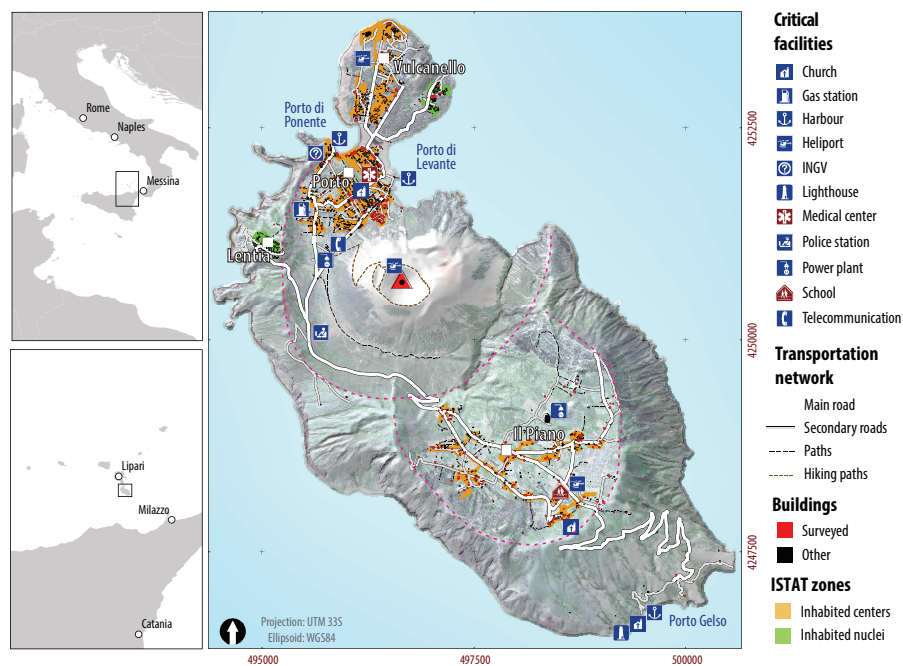 Rome
Naples
Messina
Lipari
Milazzo
Catania
Vulcanello
Porto di
Ponente
Porto di
Levante
Porto
Lentia
Il Piano
Porto Gelso
Projection: UTM 33S
Ellipsoid: WGS84
495000
497500
500000
4252500
4250000
4247500
Critical
facilities
Church
Gas station
Harbour
Heliport
INGV
Lighthouse
Medical center
Police station
Power plant
School
Telecommunication
Transportation
network
Main road
Secondary roads
Paths
Hiking paths
Buildings
Surveyed
Other
ISTAT zones
Inhabited centers
Inhabited nuclei